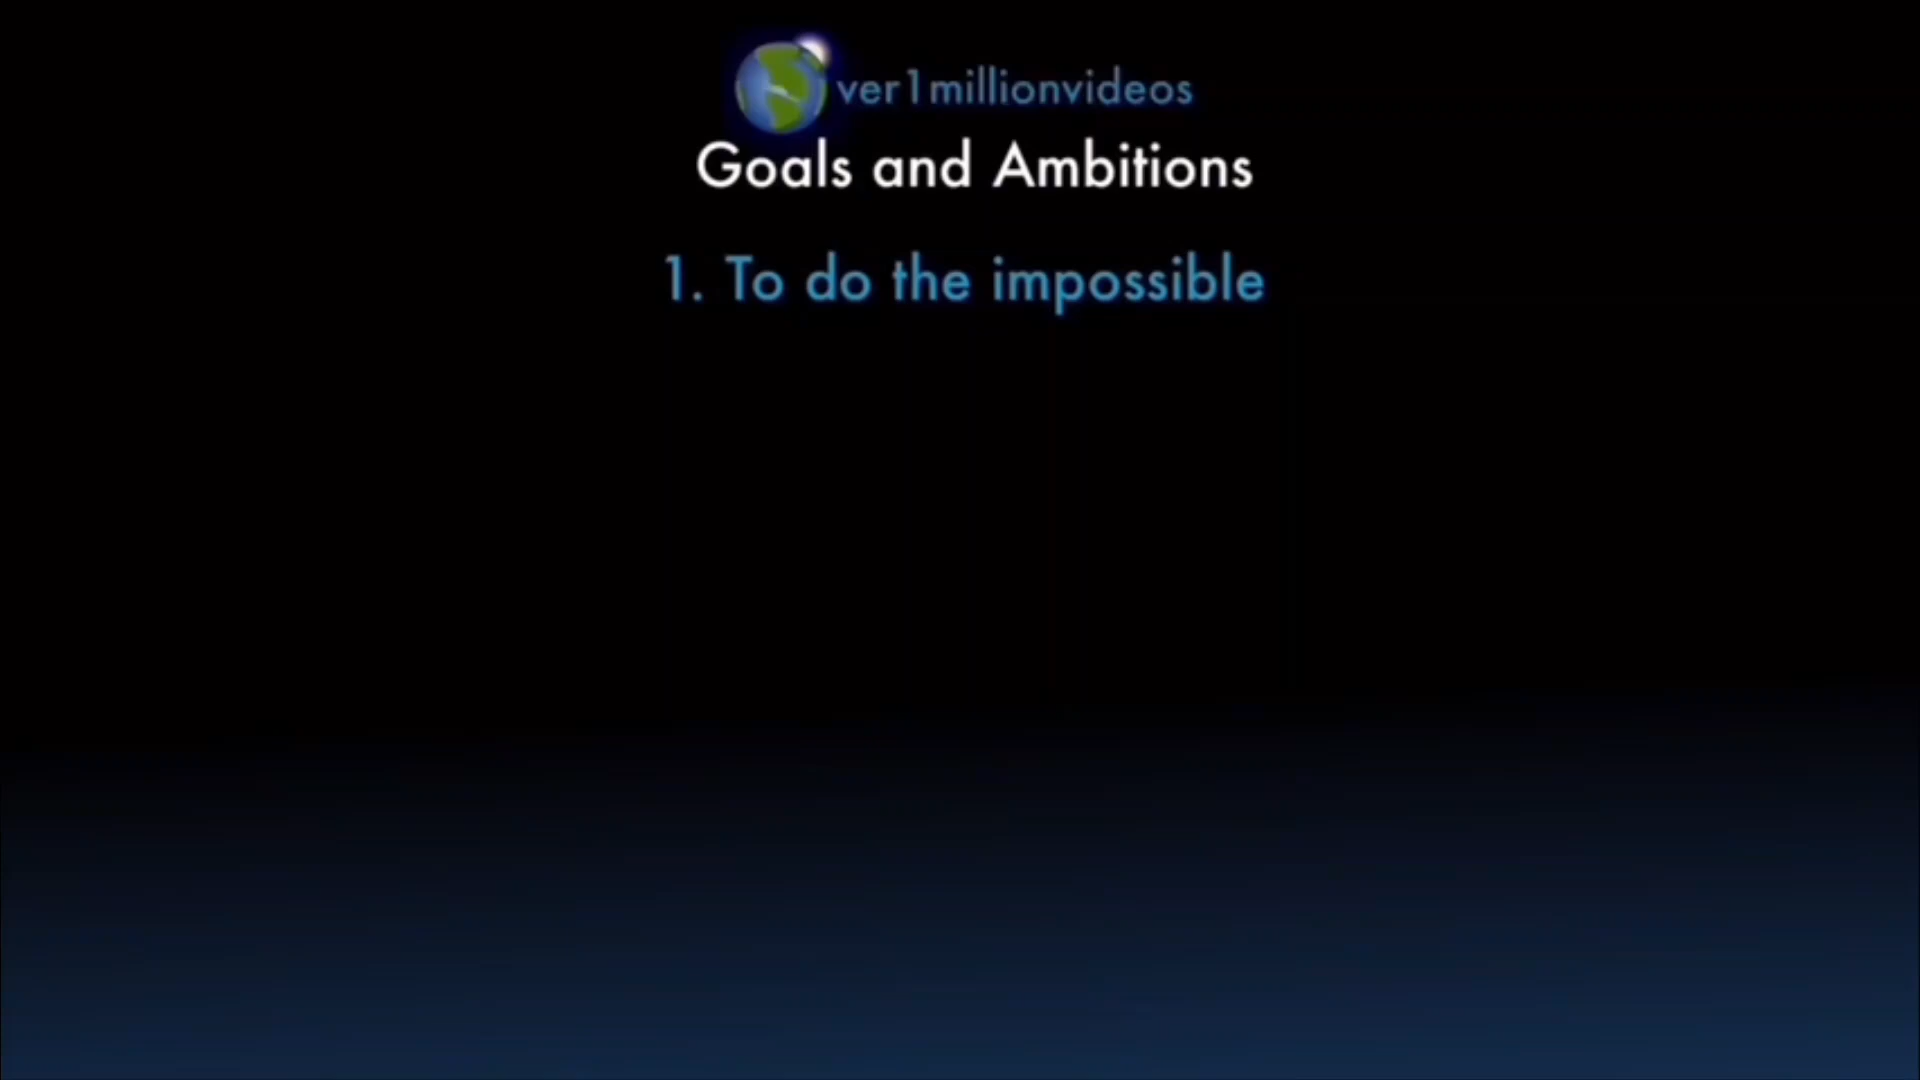 ver1millionvideos
Goals and Ambitions
1. To do the impossible